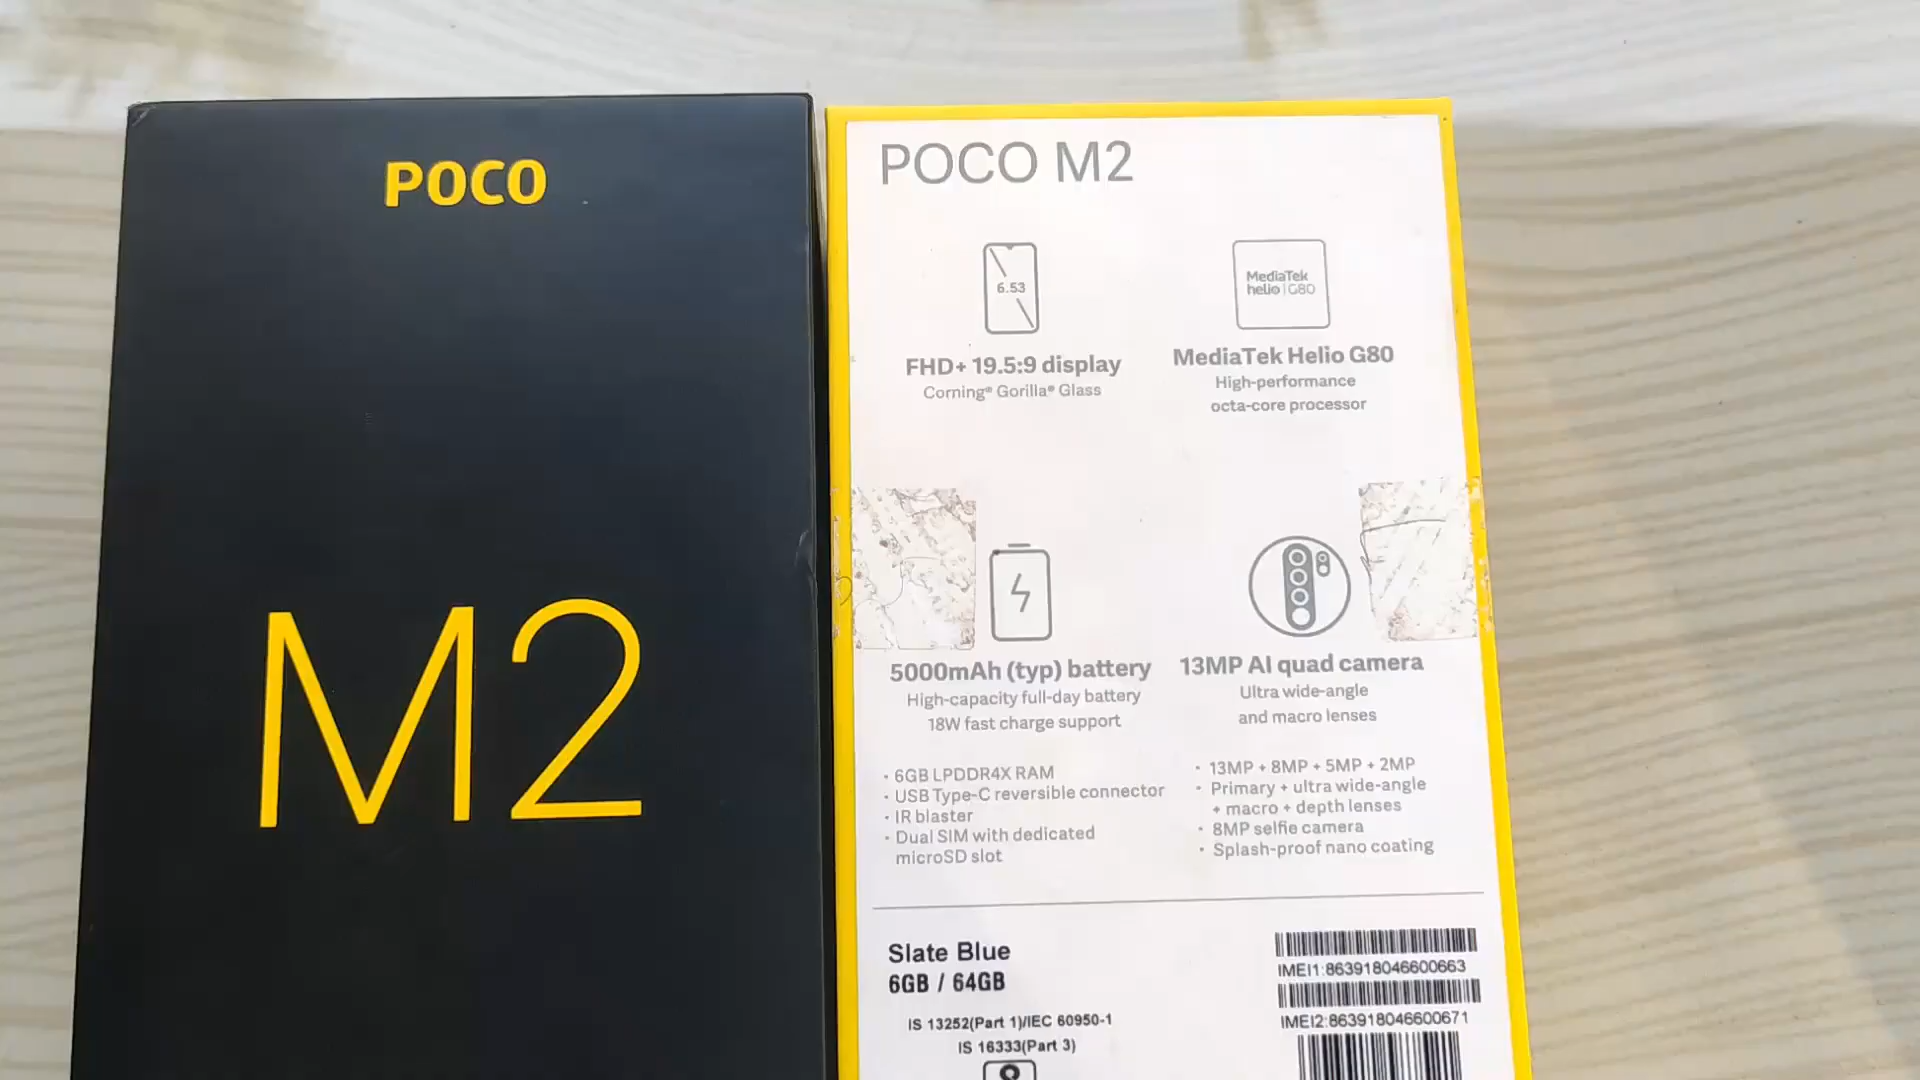 POCO
M2
POCO M2
6.53
MediaTek
helio | G80
FHD+ 19.5:9 display
Corning® Gorilla® Glass
MediaTek Helio G80
High-performance
octa-core processor
5000mAh (typ) battery
High-capacity full-day battery
18W fast charge support
13MP AI quad camera
Ultra wide-angle
and macro lenses
· 6GB LPDDR4X RAM
· USB Type-C reversible connector
· IR blaster
· Dual SIM with dedicated
microSD slot
· 13MP + 8MP + 5MP + 2MP
· Primary + ultra wide-angle
+ macro + depth lenses
· 8MP selfie camera
· Splash-proof nano coating
Slate Blue
6GB / 64GB
IS 13252(Part 1)/IEC 60950-1
IS 16333(Part 3)
IMEI1:863918046600663
IMEI2:863918046600671